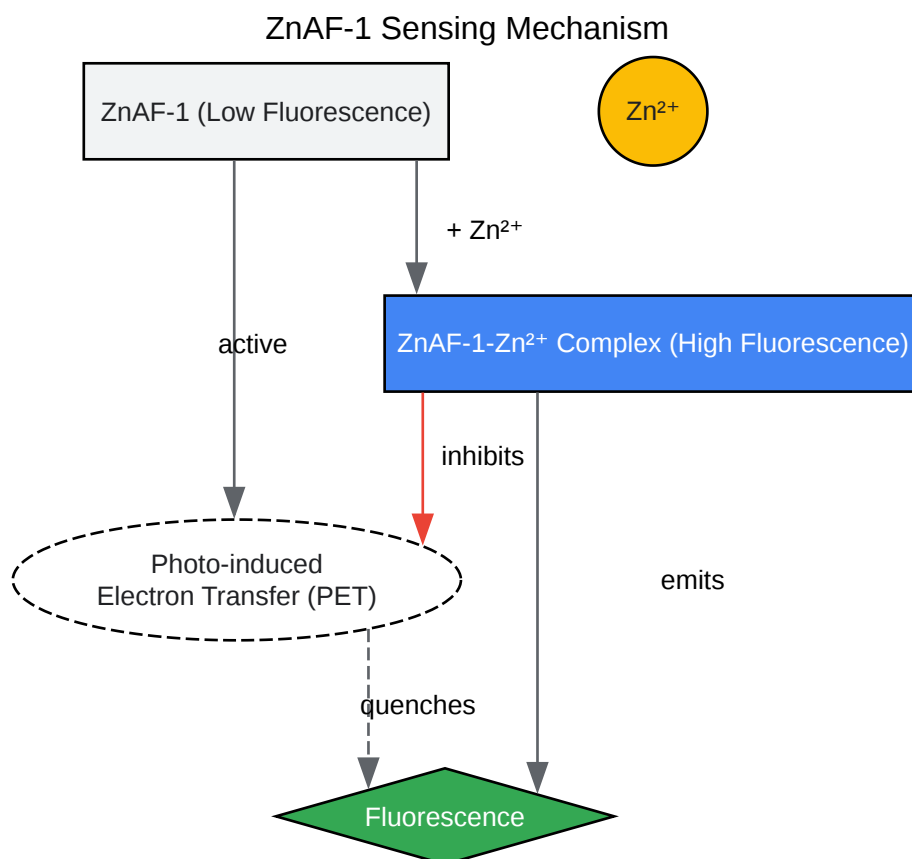 ZnAF-1 Sensing Mechanism
ZnAF-1 (Low Fluorescence)
Zn²⁺
+ Zn²⁺
ZnAF-1-Zn²⁺ Complex (High Fluorescence)
active
inhibits
Photo-induced
Electron Transfer (PET)
emits
quenches
Fluorescence